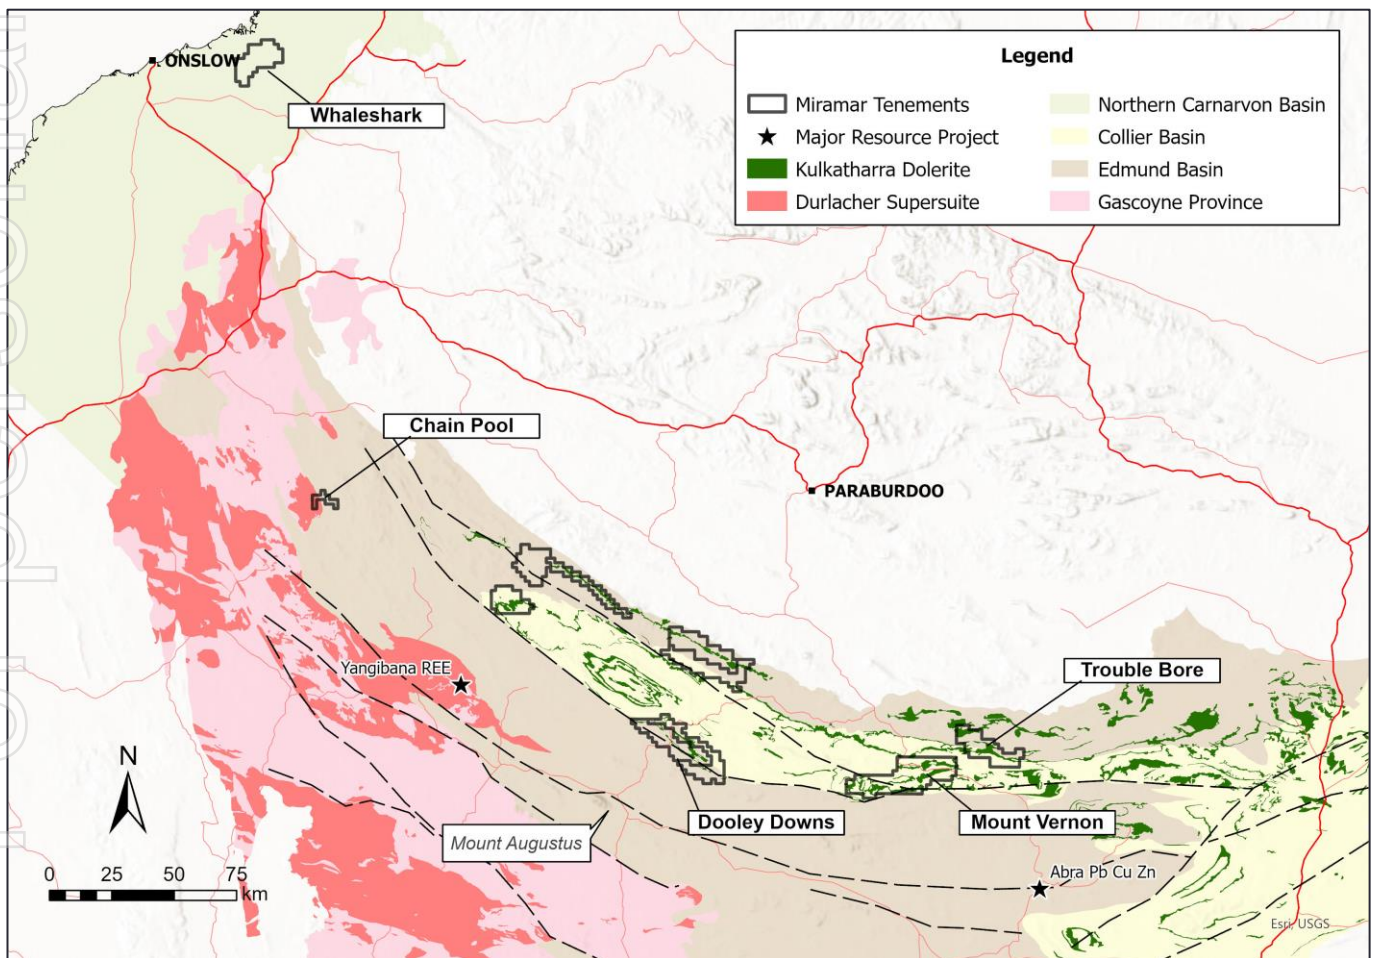 ONSLOW
Whaleshark
Legend
Miramar Tenements
Major Resource Project
Kulkatharra Dolerite
Durlacher Supersuite
Northern Carnarvon Basin
Collier Basin
Edmund Basin
Gascoyne Province
Chain Pool
PARABURDOO
Yangibana REE
Trouble Bore
N
Dooley Downs
Mount Vernon
Mount Augustus
0 25 50 75
km
Abra Pb Cu Zn
Esri, USGS